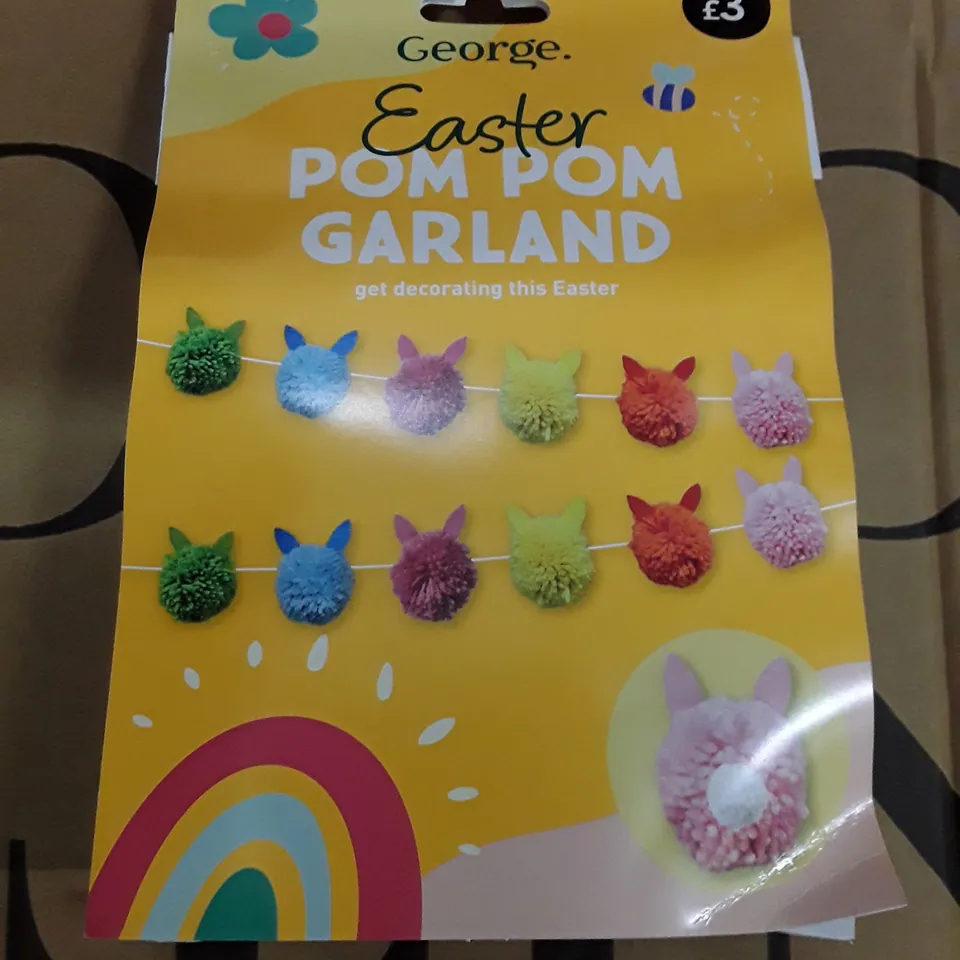 £3
George.
Easter
POM POM
GARLAND
get decorating this Easter